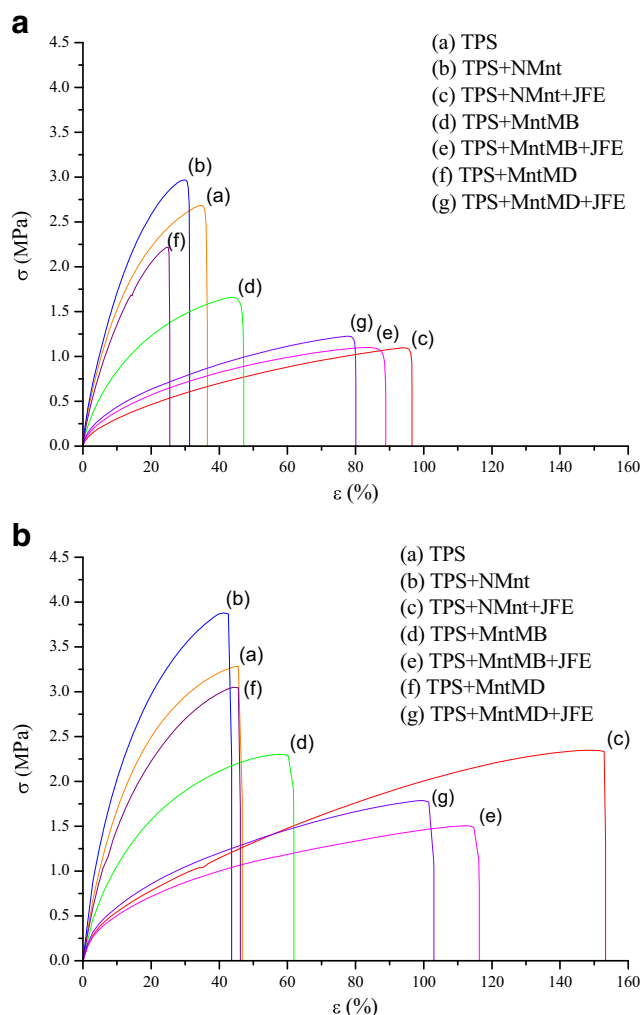 a
4.5
4.0
3.5
3.0
2.5
2.0
1.5
1.0
0.5
0.0
σ (MPa)
0 20 40 60 80 100 120 140 160
ε (%)
(a) TPS
(b) TPS+NMnt
(c) TPS+NMnt+JFE
(d) TPS+MntMB
(e) TPS+MntMB+JFE
(f) TPS+MntMD
(g) TPS+MntMD+JFE
(b)
(a)
(f)
(d)
(g)
(e)
(c)
b
4.5
4.0
3.5
3.0
2.5
2.0
1.5
1.0
0.5
0.0
σ (MPa)
0 20 40 60 80 100 120 140 160
ε (%)
(a) TPS
(b) TPS+NMnt
(c) TPS+NMnt+JFE
(d) TPS+MntMB
(e) TPS+MntMB+JFE
(f) TPS+MntMD
(g) TPS+MntMD+JFE
(b)
(a)
(f)
(d)
(c)
(g)
(e)